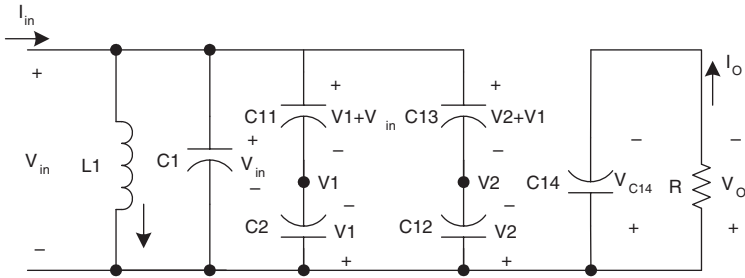 I in
I O
+ + + + −
C11 V1+V in C13 V2+V1
− −
V in L1 C1 + V in −
V1 V2
C14 − V C14 + R − V O +
C2 − V1 +
C12 − V2 +
−